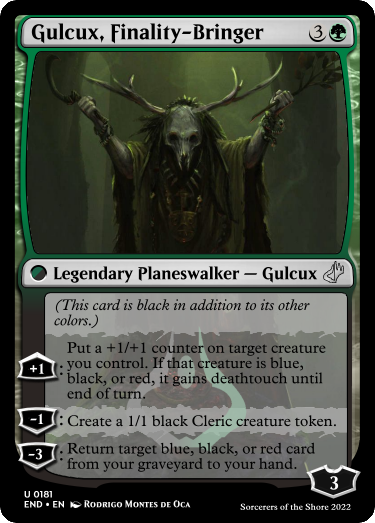 Gulcux, Finality-Bringer 3
Legendary Planeswalker — Gulcux
(This card is black in addition to its other
colors.)
+1: Put a +1/+1 counter on target creature
you control. If that creature is blue,
black, or red, it gains deathtouch until
end of turn.
-1: Create a 1/1 black Cleric creature token.
-3: Return target blue, black, or red card
from your graveyard to your hand.
3
U 0181
END • EN Rodrigo Montes de Oca
Sorcerers of the Shore 2022